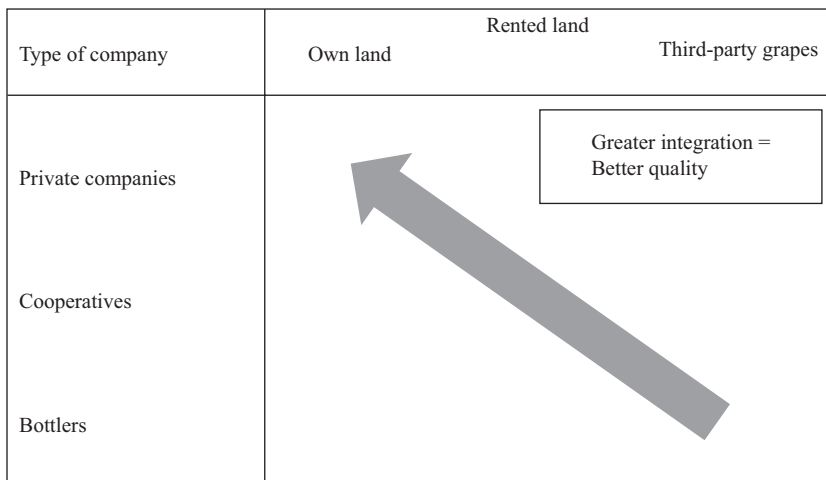 Type of company
Own land
Rented land
Third-party grapes
Private companies
Greater integration =
Better quality
Cooperatives
Bottlers